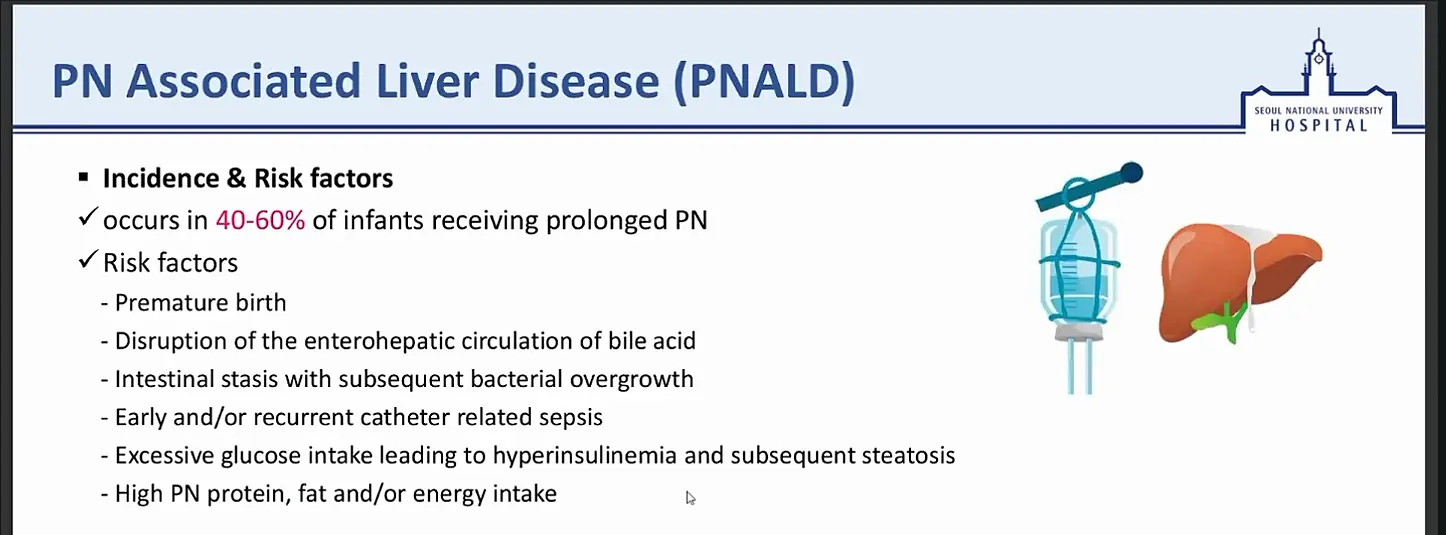 PN Associated Liver Disease (PNALD)
SEOUL NATIONAL UNIVERSITY
HOSPITAL
▪ Incidence & Risk factors
✓ occurs in 40-60% of infants receiving prolonged PN
✓ Risk factors
- Premature birth
- Disruption of the enterohepatic circulation of bile acid
- Intestinal stasis with subsequent bacterial overgrowth
- Early and/or recurrent catheter related sepsis
- Excessive glucose intake leading to hyperinsulinemia and subsequent steatosis
- High PN protein, fat and/or energy intake